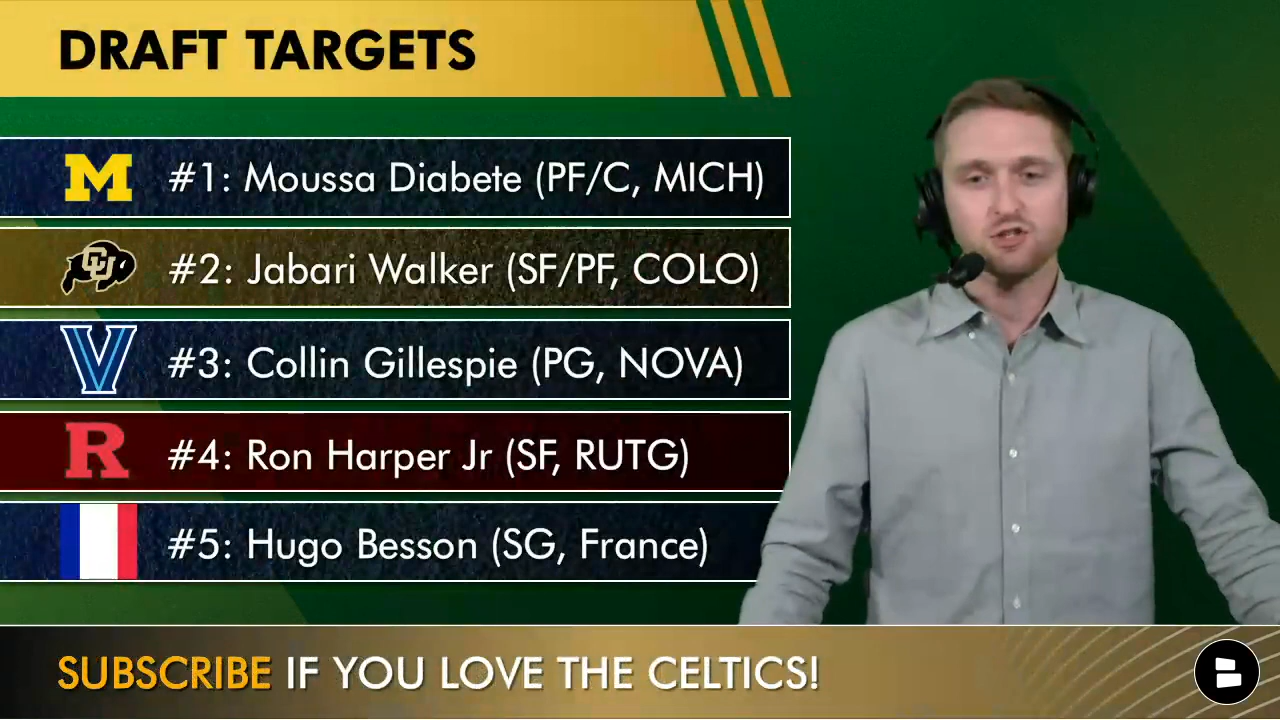 DRAFT TARGETS
M #1: Moussa Diabete (PF/C, MICH)
CU #2: Jabari Walker (SF/PF, COLO)
V #3: Collin Gillespie (PG, NOVA)
R #4: Ron Harper Jr (SF, RUTG)
#5: Hugo Besson (SG, France)
SUBSCRIBE IF YOU LOVE THE CELTICS!